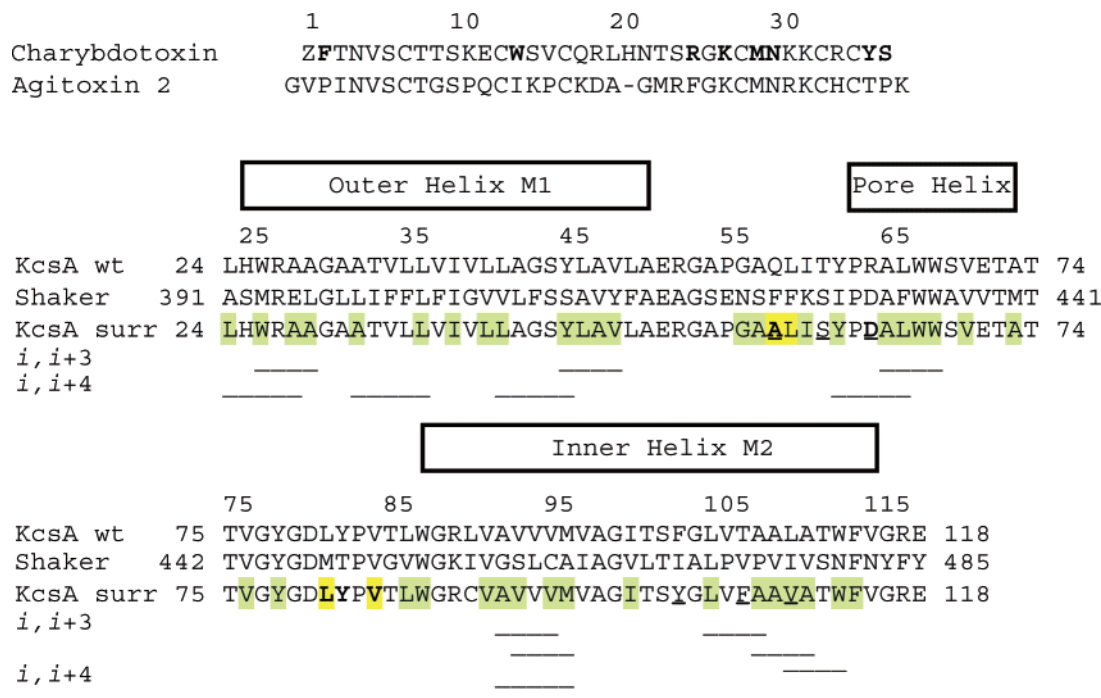 1 10 20 30
Charybdotoxin ZFTNVSCTTSKECWSVCQRLHNTSRGKCMNKKCRCYS
Agitoxin 2 GVPINVSCTGSPQCIKPCKDA-GMRFGKCMNRKCHCTPK
Outer Helix M1 Pore Helix
25 35 45 55 65
KcsA wt 24 LHWRAAGAATVLLVIVLLAGSYLAVLAERGAPGAQLITYPRALWWSVETAT 74
Shaker 391 ASMRELGLLIFFLFIGVVLFSSAVYFAEAGSENSFFKSIPDAFWWAVVTMT 441
KcsA surr 24 LHWRAAGAATVLLVIVLLAGSYLAVLAERGAPGAALISYPDALWWSVETAT 74
i,i+3
i,i+4
Inner Helix M2
75 85 95 105 115
KcsA wt 75 TVGYGDLYPVTLWGRLVAVVVMVAGITSFGLVTAALATWFVGRE 118
Shaker 442 TVGYGDMTPVGVWGKIVGSLCAIAGVLTIALPVPVIVSNFNYFY 485
KcsA surr 75 TVGYGDLYPVTLWGRCVAVVVMVAGITSYGLVFAAVATWFVGRE 118
i,i+3
i,i+4